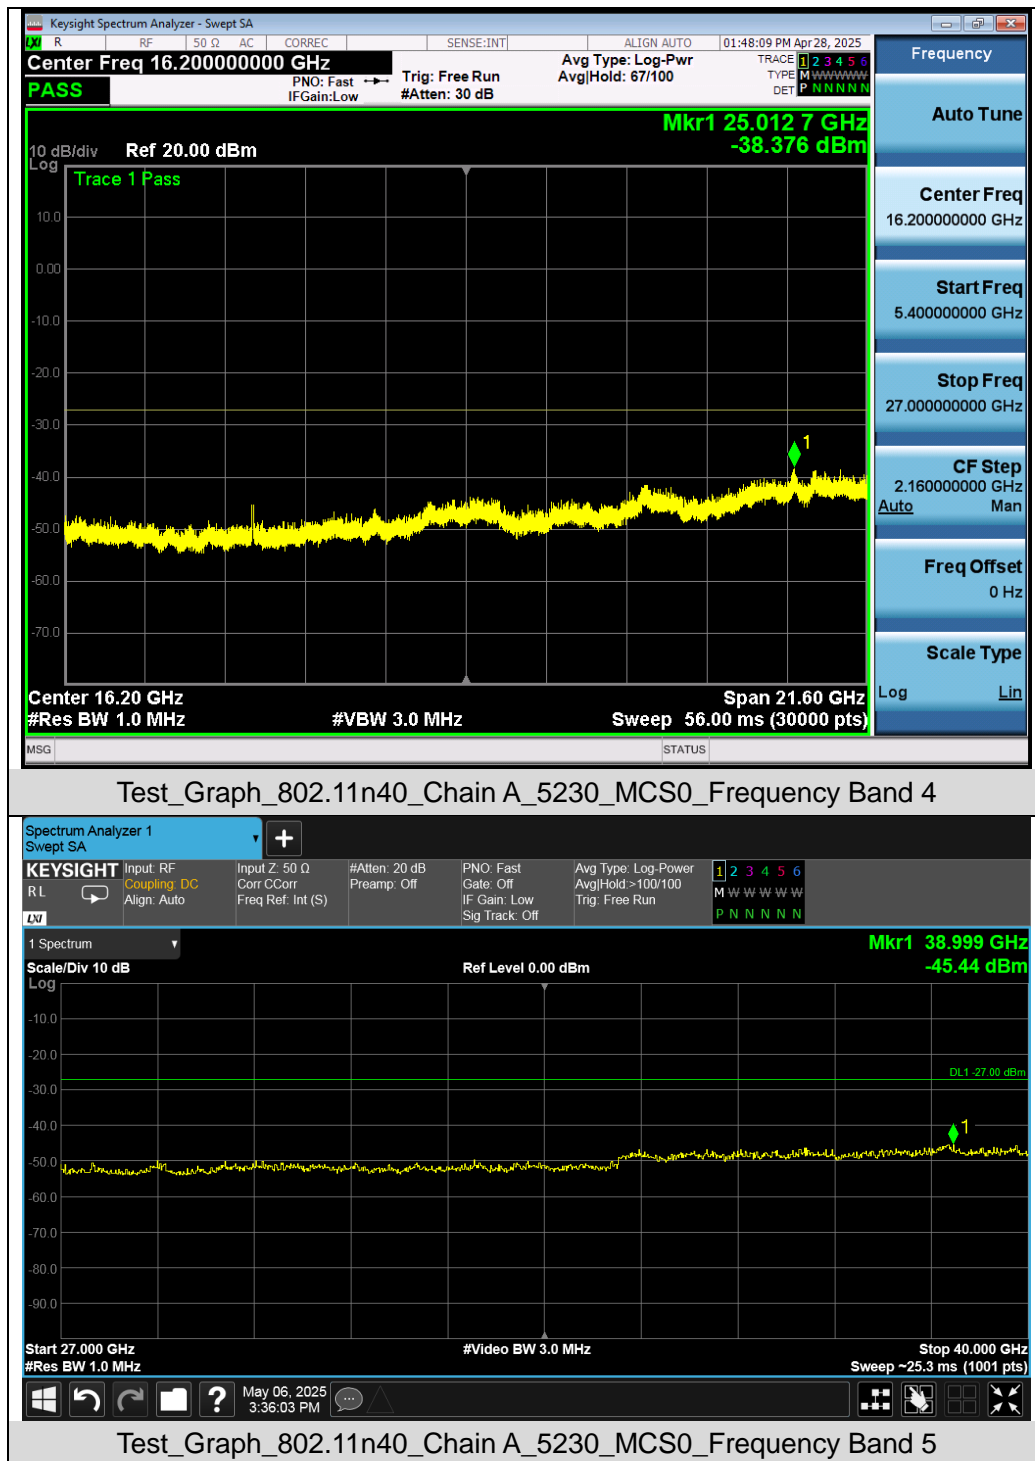 Keysight Spectrum Analyzer - Swept SA
LXI R RF 50 Ω AC CORREC SENSE:INT ALIGN AUTO 01:48:09 PM Apr 28, 2025
Center Freq 16.200000000 GHz
PASS
PNO: Fast
IFGain:Low
Trig: Free Run
#Atten: 30 dB
Avg Type: Log-Pwr
Avg|Hold: 67/100
TRACE 1 2 3 4 5 6
TYPE M W W W W W
DET P N N N N N
Mkr1 25.012 7 GHz
-38.376 dBm
10 dB/div Ref 20.00 dBm
Log
Trace 1 Pass
10.0
0.00
-10.0
-20.0
-30.0
-40.0
-50.0
-60.0
-70.0
1
Center 16.20 GHz Span 21.60 GHz
#Res BW 1.0 MHz #VBW 3.0 MHz Sweep 56.00 ms (30000 pts)
MSG STATUS
Frequency
Auto Tune
Center Freq
16.200000000 GHz
Start Freq
5.400000000 GHz
Stop Freq
27.000000000 GHz
CF Step
2.160000000 GHz
Auto Man
Freq Offset
0 Hz
Scale Type
Log Lin
Test_Graph_802.11n40_Chain A_5230_MCS0_Frequency Band 4
Spectrum Analyzer 1
Swept SA
+
KEYSIGHT
R L
LXI
Input: RF
Coupling: DC
Align: Auto
Input Z: 50 Ω
Corr CCorr
Freq Ref: Int (S)
#Atten: 20 dB
Preamp: Off
PNO: Fast
Gate: Off
IF Gain: Low
Sig Track: Off
Avg Type: Log-Power
Avg|Hold:>100/100
Trig: Free Run
1 2 3 4 5 6
M W W W W W
P N N N N N
1 Spectrum
Mkr1 38.999 GHz
-45.44 dBm
Scale/Div 10 dB Ref Level 0.00 dBm
Log
-10.0
-20.0
-30.0
-40.0
-50.0
-60.0
-70.0
-80.0
-90.0
DL1 -27.00 dBm
1
Start 27.000 GHz #Video BW 3.0 MHz Stop 40.000 GHz
#Res BW 1.0 MHz Sweep ~25.3 ms (1001 pts)
?
May 06, 2025
3:36:03 PM
Test_Graph_802.11n40_Chain A_5230_MCS0_Frequency Band 5